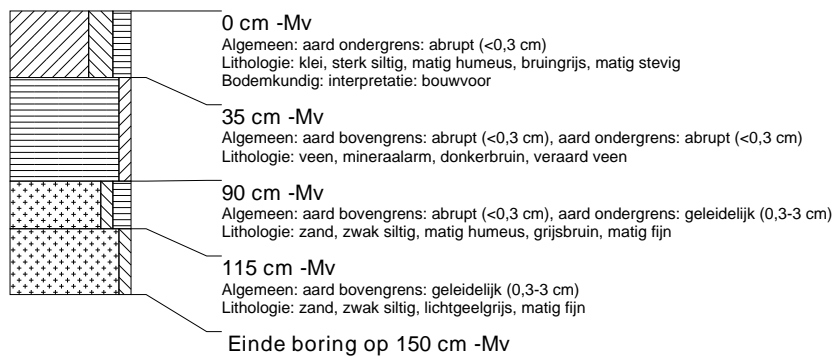 0 cm -Mv
Algemeen: aard ondergrens: abrupt (<0,3 cm)
Lithologie: klei, sterk siltig, matig humeus, bruingrijs, matig stevig
Bodemkundig: interpretatie: bouwvoor
35 cm -Mv
Algemeen: aard bovengrens: abrupt (<0,3 cm), aard ondergrens: abrupt (<0,3 cm)
Lithologie: veen, mineraalarm, donkerbruin, veraard veen
90 cm -Mv
Algemeen: aard bovengrens: abrupt (<0,3 cm), aard ondergrens: geleidelijk (0,3-3 cm)
Lithologie: zand, zwak siltig, matig humeus, grijsbruin, matig fijn
115 cm -Mv
Algemeen: aard bovengrens: geleidelijk (0,3-3 cm)
Lithologie: zand, zwak siltig, lichtgeelgrijs, matig fijn
Einde boring op 150 cm -Mv